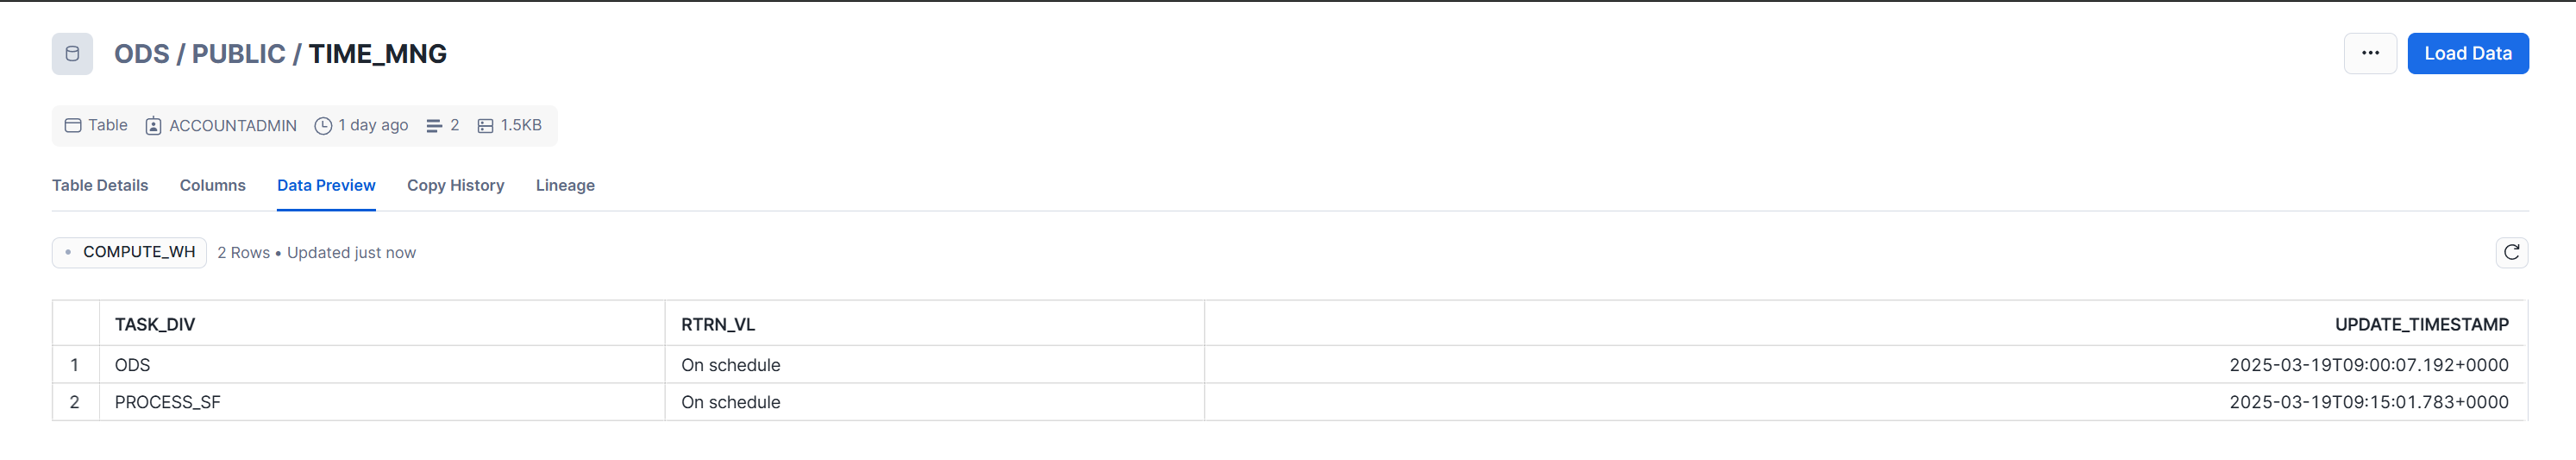 ODS / PUBLIC / TIME_MNG
... Load Data
Table ACCOUNTADMIN 1 day ago 2 1.5KB
Table Details Columns Data Preview Copy History Lineage
COMPUTE_WH 2 Rows • Updated just now
TASK_DIV RTRN_VL UPDATE_TIMESTAMP
1 ODS On schedule 2025-03-19T09:00:07.192+0000
2 PROCESS_SF On schedule 2025-03-19T09:15:01.783+0000